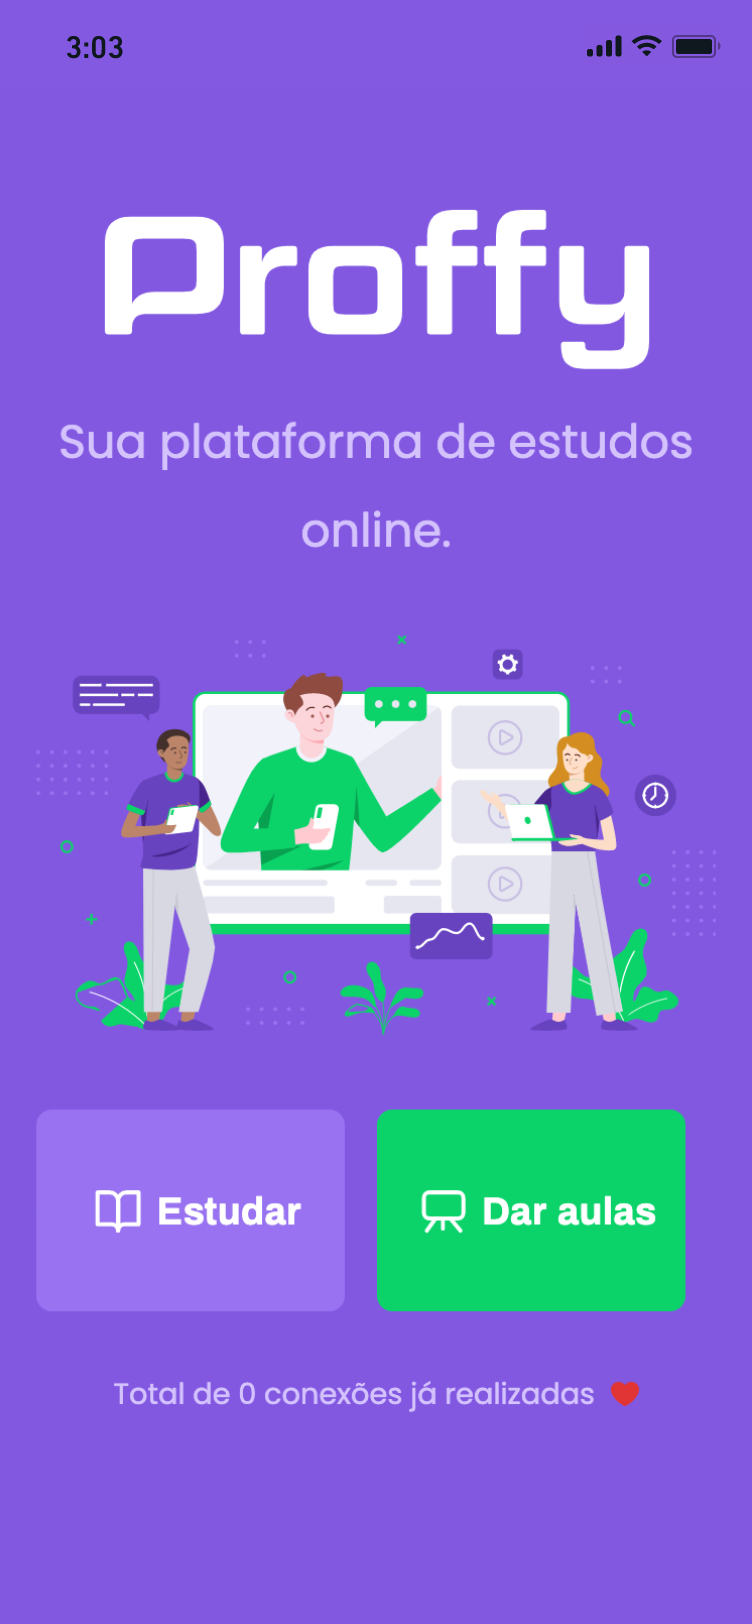 3:03
Proffy
Sua plataforma de estudos
online.
Estudar
Dar aulas
Total de 0 conexões já realizadas